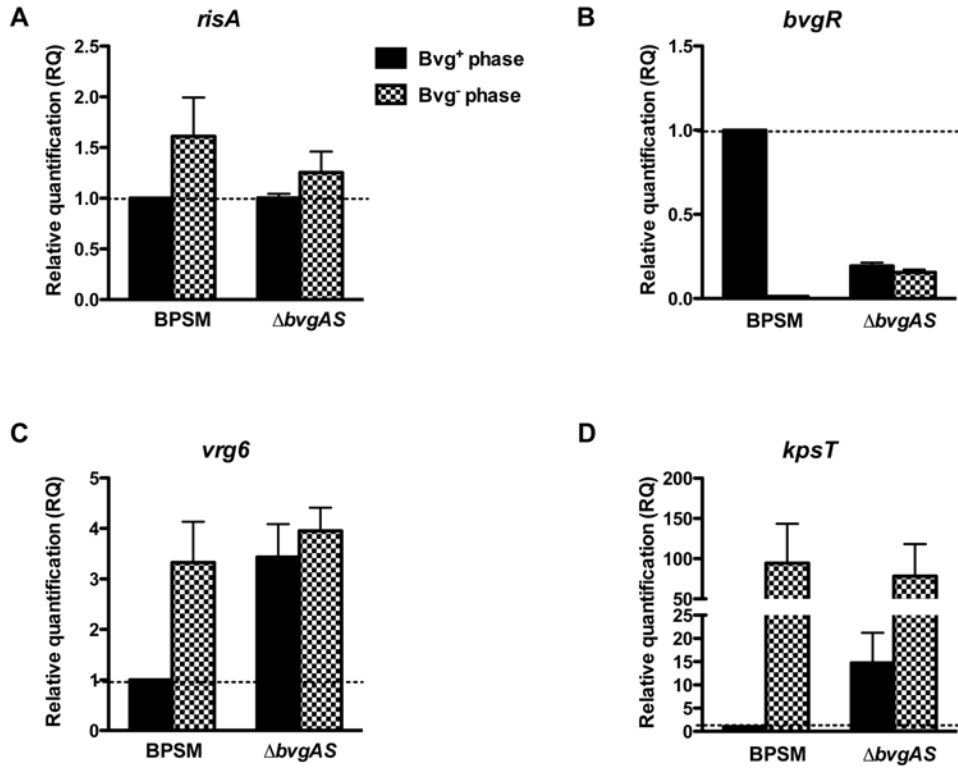 A
risA
Relative quantification (RQ)
2.5
2.0
1.5
1.0
0.5
0.0
BPSM
ΔbvgAS
Bvg⁺ phase
Bvg⁻ phase
B
bvgR
Relative quantification (RQ)
1.5
1.0
0.5
0.0
BPSM
ΔbvgAS
C
vrg6
Relative quantification (RQ)
5
4
3
2
1
0
BPSM
ΔbvgAS
D
kpsT
Relative quantification (RQ)
200
150
100
50
25
20
15
10
5
0
BPSM
ΔbvgAS